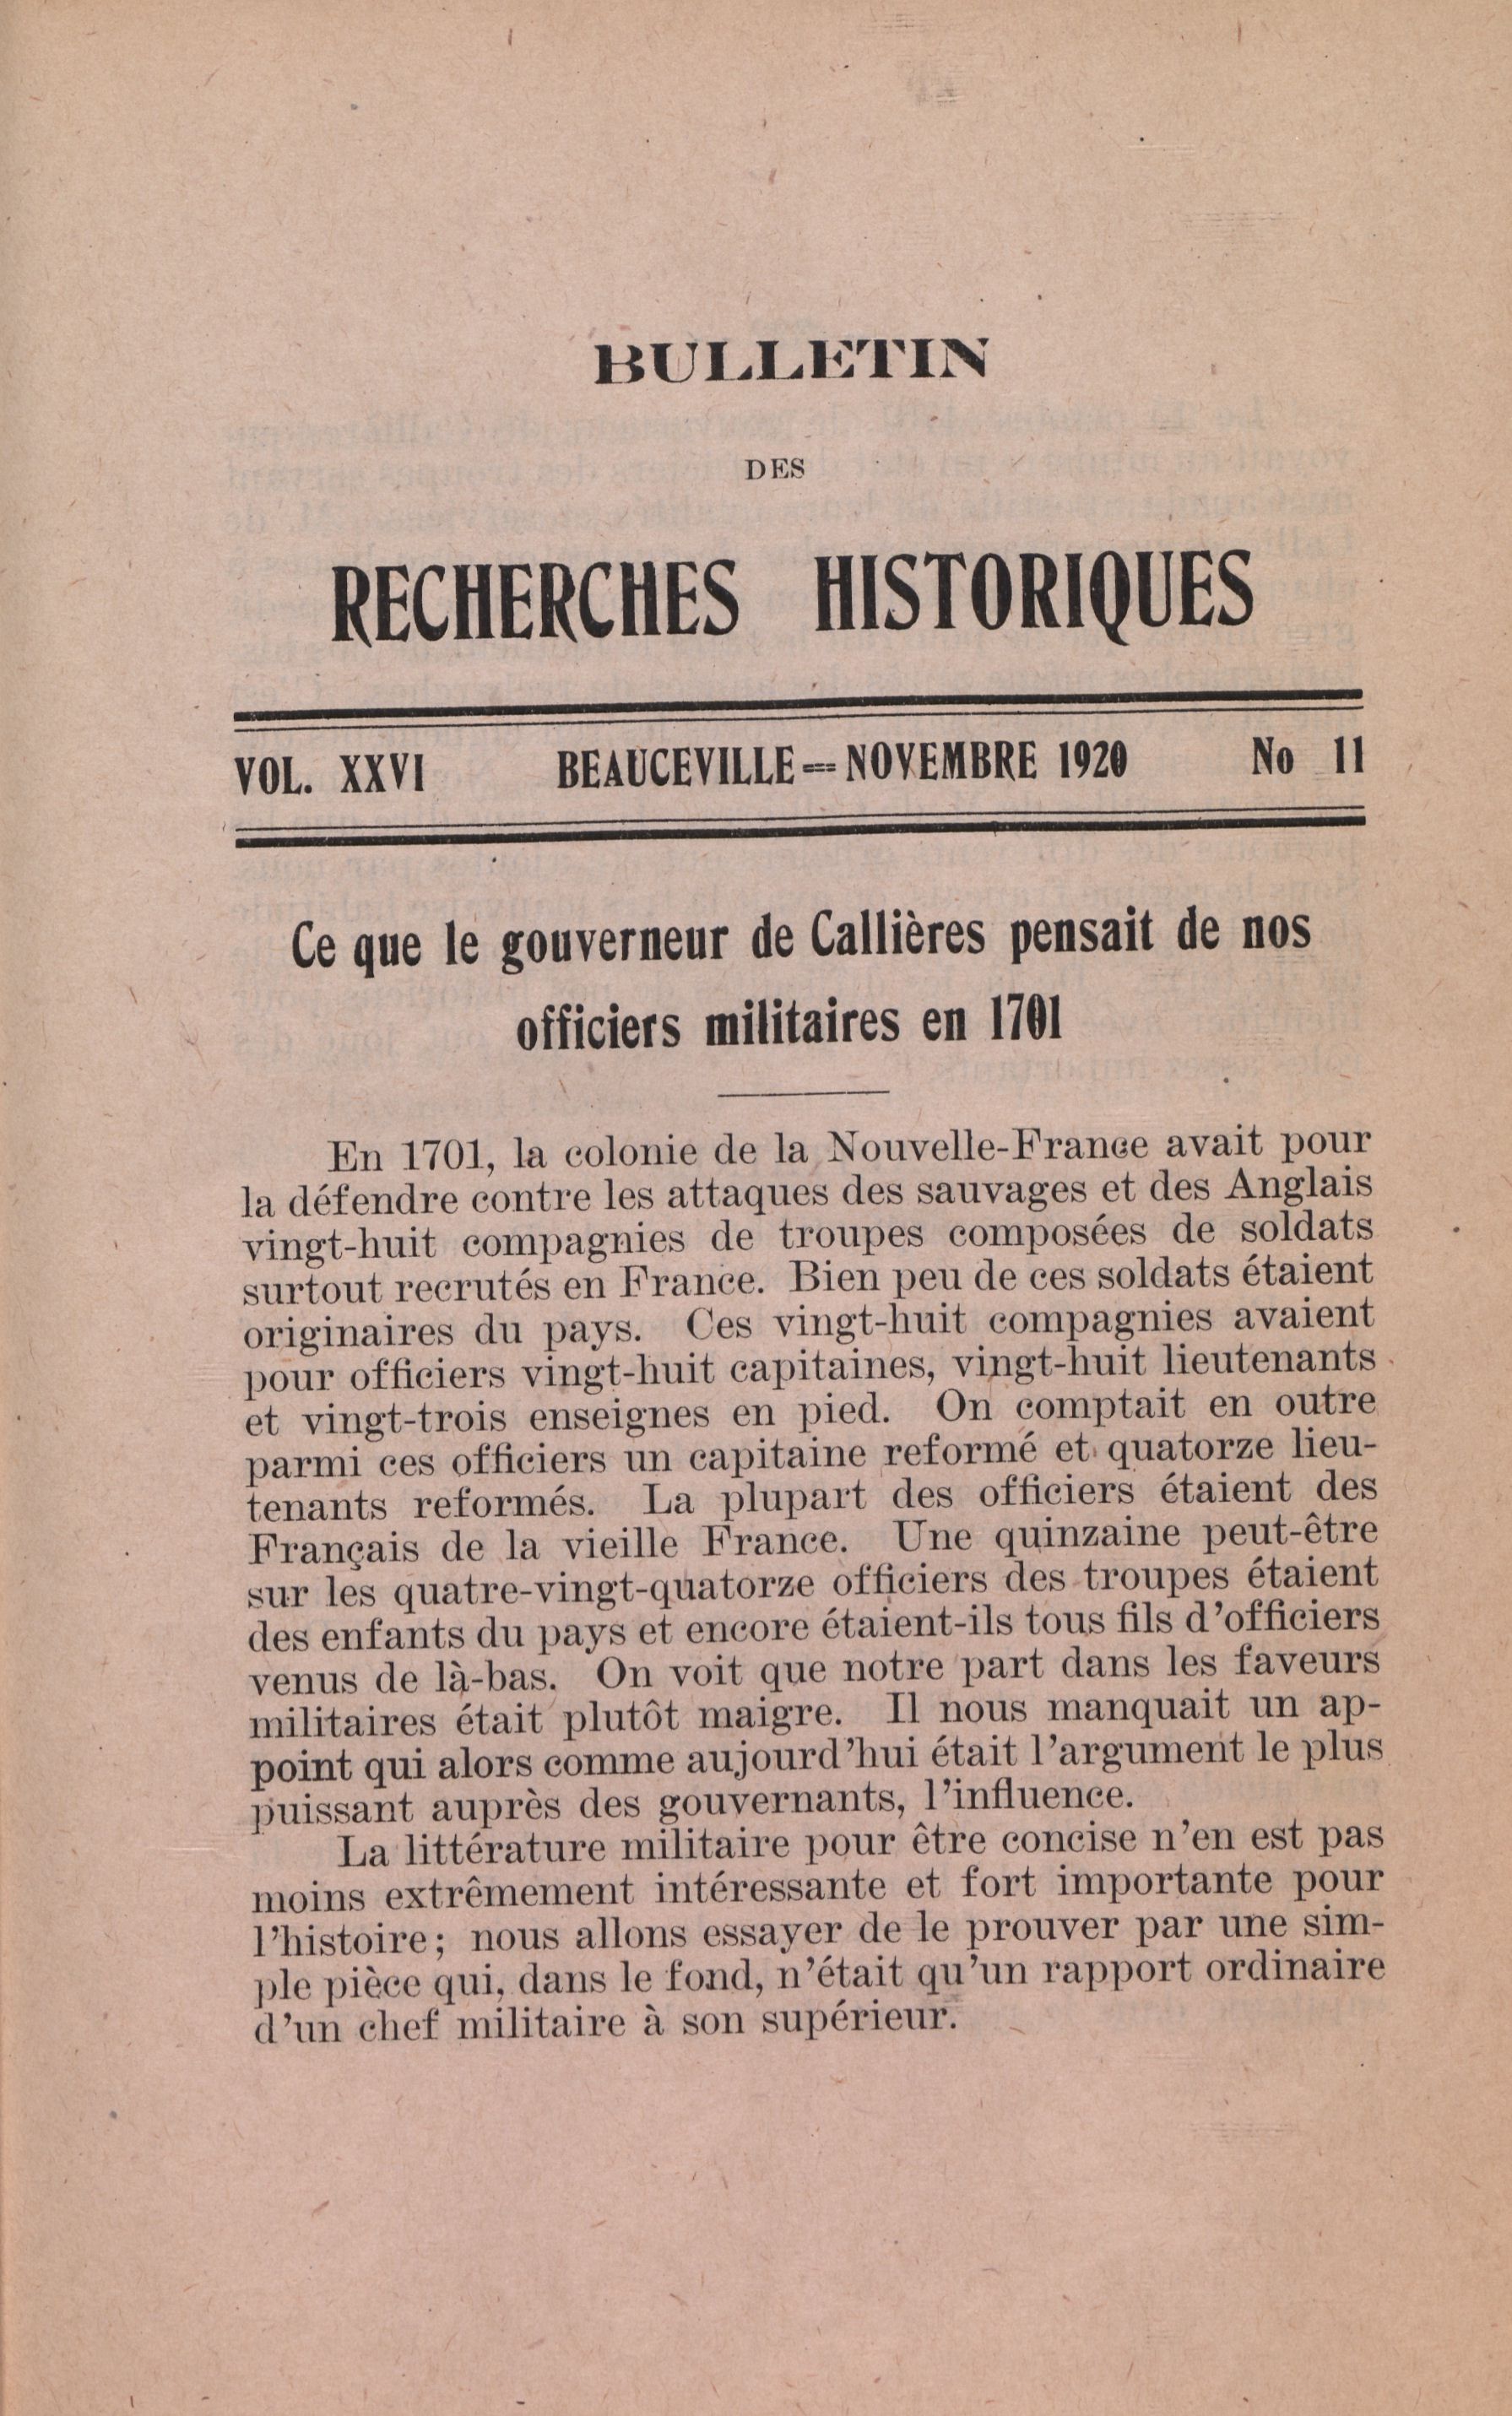 BULLETIN
DES
RECHERCHES HISTORIQUES
VOL. XXVI BEAUCEVILLE—NOVEMBRE 1920 No 11
Ce que le gouverneur de Callières pensait de nos
officiers militaires en 1701
En 1701, la colonie de la Nouvelle-France avait pour
la défendre contre les attaques des sauvages et des Anglais
vingt-huit compagnies de troupes composées de soldats
surtout recrutés en France. Bien peu de ces soldats étaient
originaires du pays. Ces vingt-huit compagnies avaient
pour officiers vingt-huit capitaines, vingt-huit lieutenants
et vingt-trois enseignes en pied. On comptait en outre
parmi ces officiers un capitaine reformé et quatorze lieu-
tenants reformés. La plupart des officiers étaient des
Français de la vieille France. Une quinzaine peut-être
sur les quatre-vingt-quatorze officiers des troupes étaient
des enfants du pays et encore étaient-ils tous fils d'officiers
venus de là-bas. On voit que notre part dans les faveurs
militaires était plutôt maigre. Il nous manquait un ap-
point qui alors comme aujourd'hui était l'argument le plus
puissant auprès des gouvernants, l'influence.
La littérature militaire pour être concise n'en est pas
moins extrêmement intéressante et fort importante pour
l'histoire; nous allons essayer de le prouver par une sim-
ple pièce qui, dans le fond, n'était qu'un rapport ordinaire
d'un chef militaire à son supérieur.